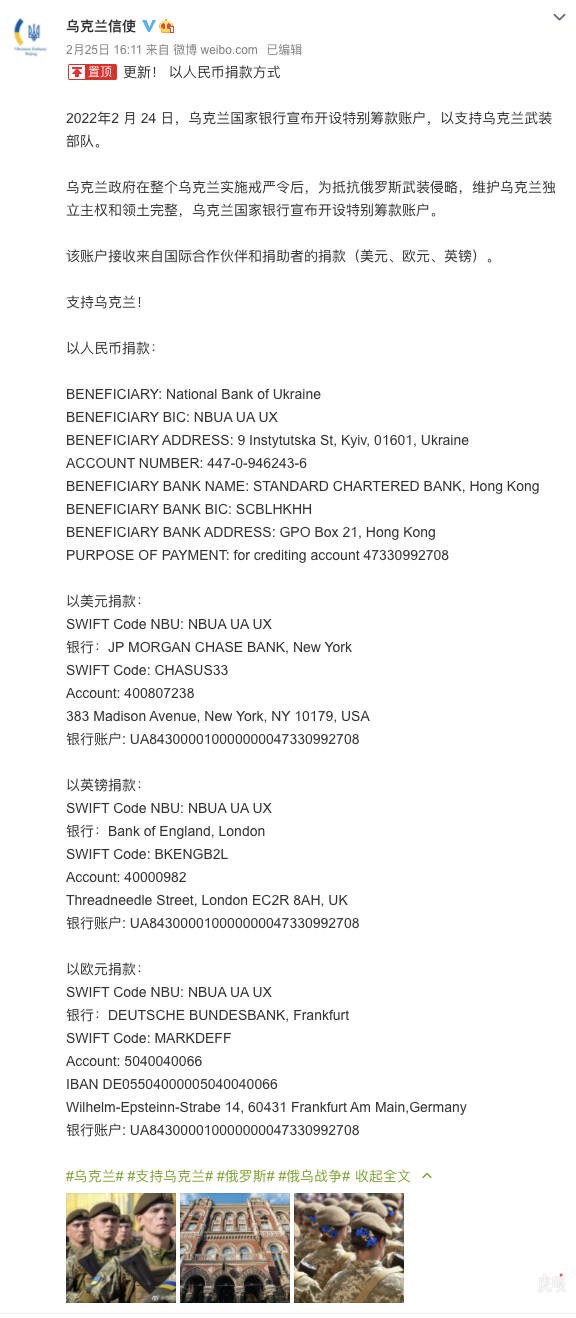 乌克兰信使
2月25日 16:11 来自 微博 weibo.com 已编辑
置顶 更新！ 以人民币捐款方式
2022年2 月 24 日，乌克兰国家银行宣布开设特别筹款账户，以支持乌克兰武装
部队。
乌克兰政府在整个乌克兰实施戒严令后，为抵抗俄罗斯武装侵略，维护乌克兰独
立主权和领土完整，乌克兰国家银行宣布开设特别筹款账户。
该账户接收来自国际合作伙伴和捐助者的捐款（美元、欧元、英镑）。
支持乌克兰！
以人民币捐款：
BENEFICIARY: National Bank of Ukraine
BENEFICIARY BIC: NBUA UA UX
BENEFICIARY ADDRESS: 9 Instytutska St, Kyiv, 01601, Ukraine
ACCOUNT NUMBER: 447-0-946243-6
BENEFICIARY BANK NAME: STANDARD CHARTERED BANK, Hong Kong
BENEFICIARY BANK BIC: SCBLHKHH
BENEFICIARY BANK ADDRESS: GPO Box 21, Hong Kong
PURPOSE OF PAYMENT: for crediting account 47330992708
以美元捐款：
SWIFT Code NBU: NBUA UA UX
银行：JP MORGAN CHASE BANK, New York
SWIFT Code: CHASUS33
Account: 400807238
383 Madison Avenue, New York, NY 10179, USA
银行账户: UA843000010000000047330992708
以英镑捐款：
SWIFT Code NBU: NBUA UA UX
银行：Bank of England, London
SWIFT Code: BKENGB2L
Account: 40000982
Threadneedle Street, London EC2R 8AH, UK
银行账户: UA843000010000000047330992708
以欧元捐款：
SWIFT Code NBU: NBUA UA UX
银行：DEUTSCHE BUNDESBANK, Frankfurt
SWIFT Code: MARKDEFF
Account: 5040040066
IBAN DE05504000005040040066
Wilhelm-Epsteinn-Strabe 14, 60431 Frankfurt Am Main,Germany
银行账户: UA843000010000000047330992708
#乌克兰# #支持乌克兰# #俄罗斯# #俄乌战争# 收起全文
虎嗅